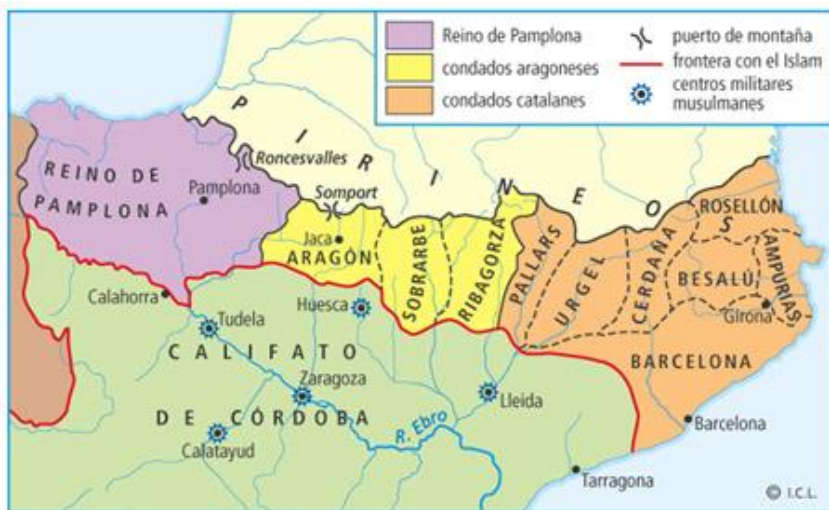 Reino de Pamplona
condados aragoneses
condados catalanes
puerto de montaña
frontera con el Islam
centros militares
musulmanes
PIRINEOS
REINO DE
PAMPLONA
Pamplona
Roncesvalles
Somport
Jaca
ARAGÓN
SOBRARBE
RIBAGORZA
PALLARS
URGEL
CERDAÑA
ROSELLÓN
BESALÚ
AMPURIAS
Girona
BARCELONA
Barcelona
Calahorra
Tudela
Huesca
CALIFATO
DE CÓRDOBA
Zaragoza
Lleida
Calatayud
R. Ebro
Tarragona
© I.C.L.